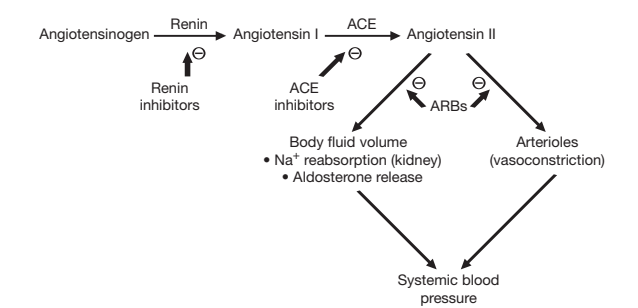 Renin
ACE
Angiotensinogen
Angiotensin I
Angiotensin II
⊖
⊖
⊖
⊖
Renin
inhibitors
ACE
inhibitors
ARBs
Body fluid volume
• Na⁺ reabsorption (kidney)
• Aldosterone release
Arterioles
(vasoconstriction)
Systemic blood
pressure